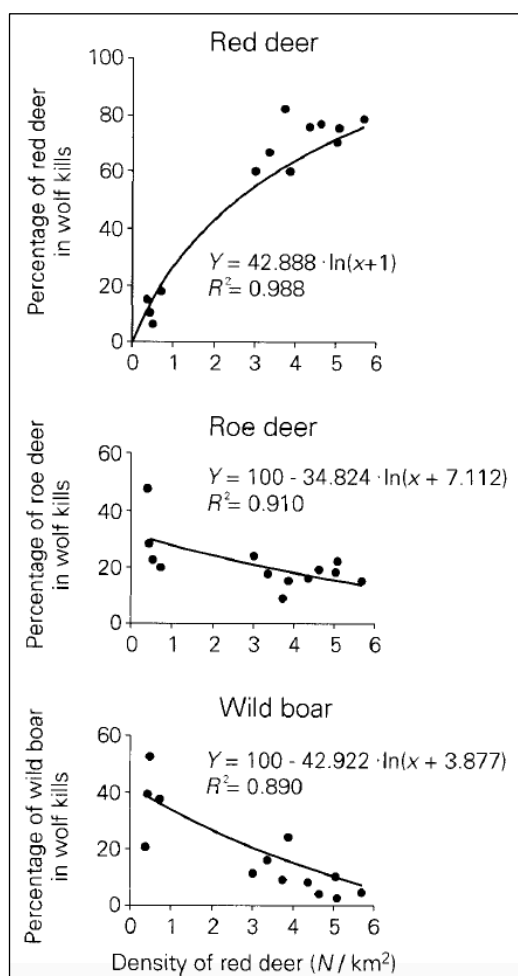 Red deer
Percentage of red deer
in wolf kills
100
80
60
40
20
0
Y = 42.888 · ln(x+1)
R² = 0.988
0 1 2 3 4 5 6
Roe deer
Percentage of roe deer
in wolf kills
60
40
20
0
Y = 100 - 34.824 · ln(x + 7.112)
R² = 0.910
0 1 2 3 4 5 6
Wild boar
Percentage of wild boar
in wolf kills
60
40
20
0
Y = 100 - 42.922 · ln(x + 3.877)
R² = 0.890
0 1 2 3 4 5 6
Density of red deer (N / km²)